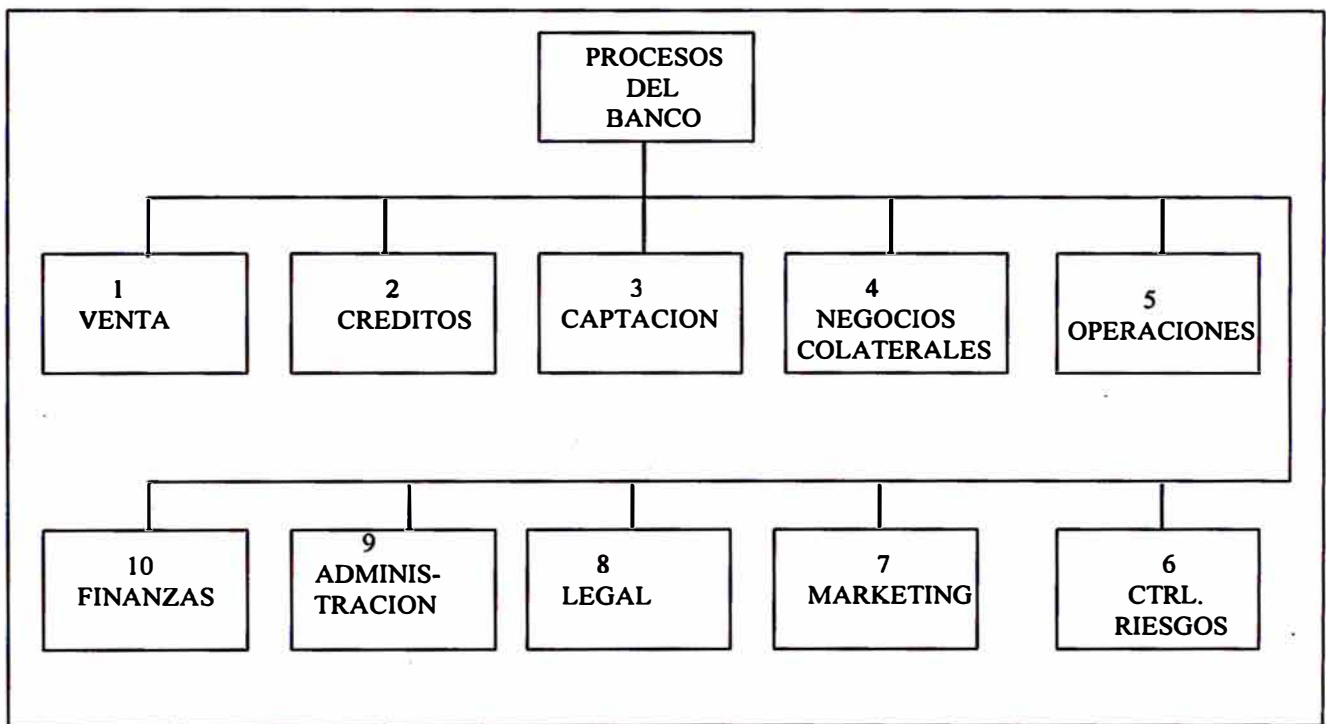 PROCESOS
DEL
BANCO
1
VENTA
2
CREDITOS
3
CAPTACION
4
NEGOCIOS
COLATERALES
5
OPERACIONES
10
FINANZAS
9
ADMINIS-
TRACION
8
LEGAL
7
MARKETING
6
CTRL.
RIESGOS